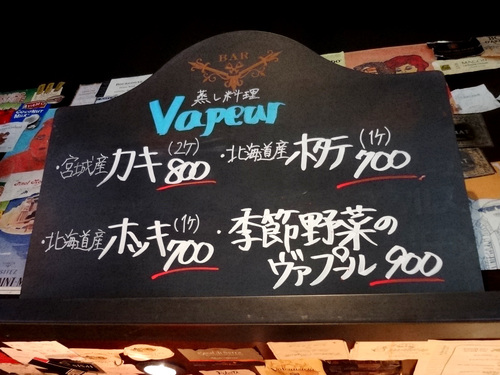 BAR
蒸し料理
Vapeur
・宮城産カキ(2ケ)800
・北海道産ホタテ(1ケ)700
・北海道産ホッキ(1ケ)700
・季節野菜の
ヴァプール 900